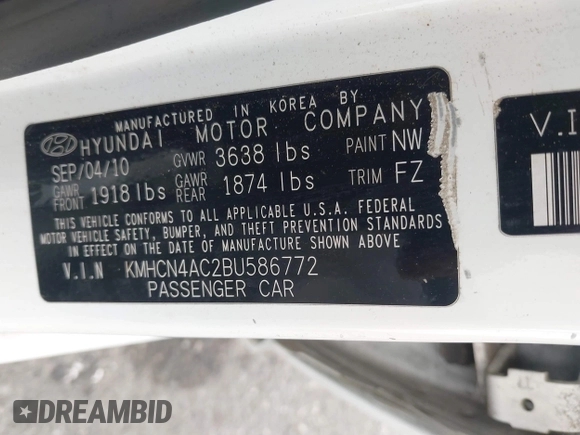 MANUFACTURED IN KOREA BY
HYUNDAI MOTOR COMPANY
SEP/04/10 GVWR 3638 lbs PAINT NW
GAWR FRONT 1918 lbs GAWR REAR 1874 lbs TRIM FZ
THIS VEHICLE CONFORMS TO ALL APPLICABLE U.S.A. FEDERAL
MOTOR VEHICLE SAFETY, BUMPER, AND THEFT PREVENTION STANDARDS
IN EFFECT ON THE DATE OF MANUFACTURE SHOWN ABOVE
V.I.N KMHCN4AC2BU586772
PASSENGER CAR
V.I
DREAMBID